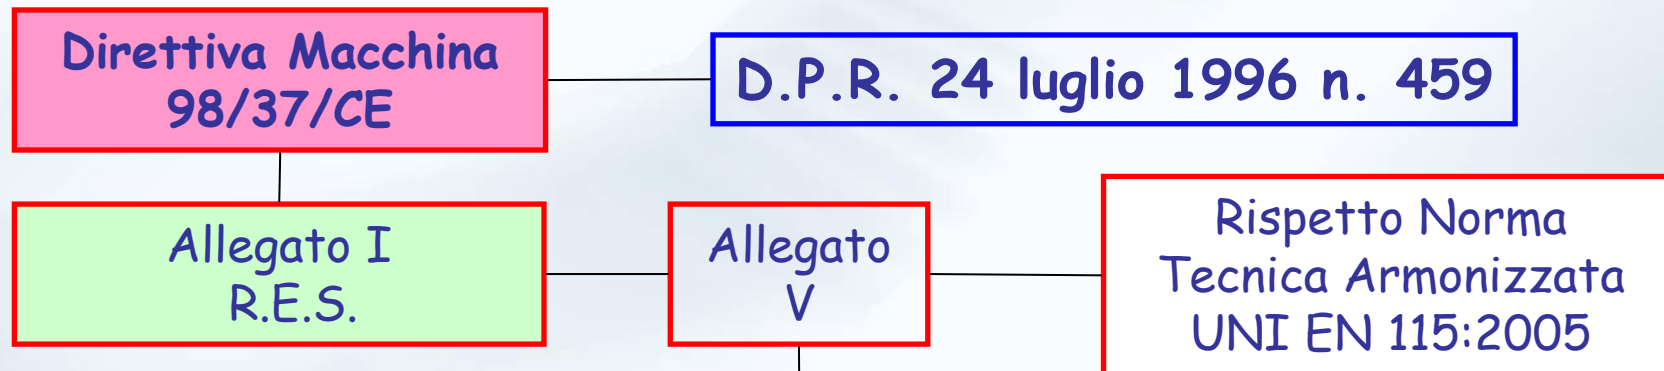 Direttiva Macchina
98/37/CE
D.P.R. 24 luglio 1996 n. 459
Allegato I
R.E.S.
Allegato
V
Rispetto Norma
Tecnica Armonizzata
UNI EN 115:2005